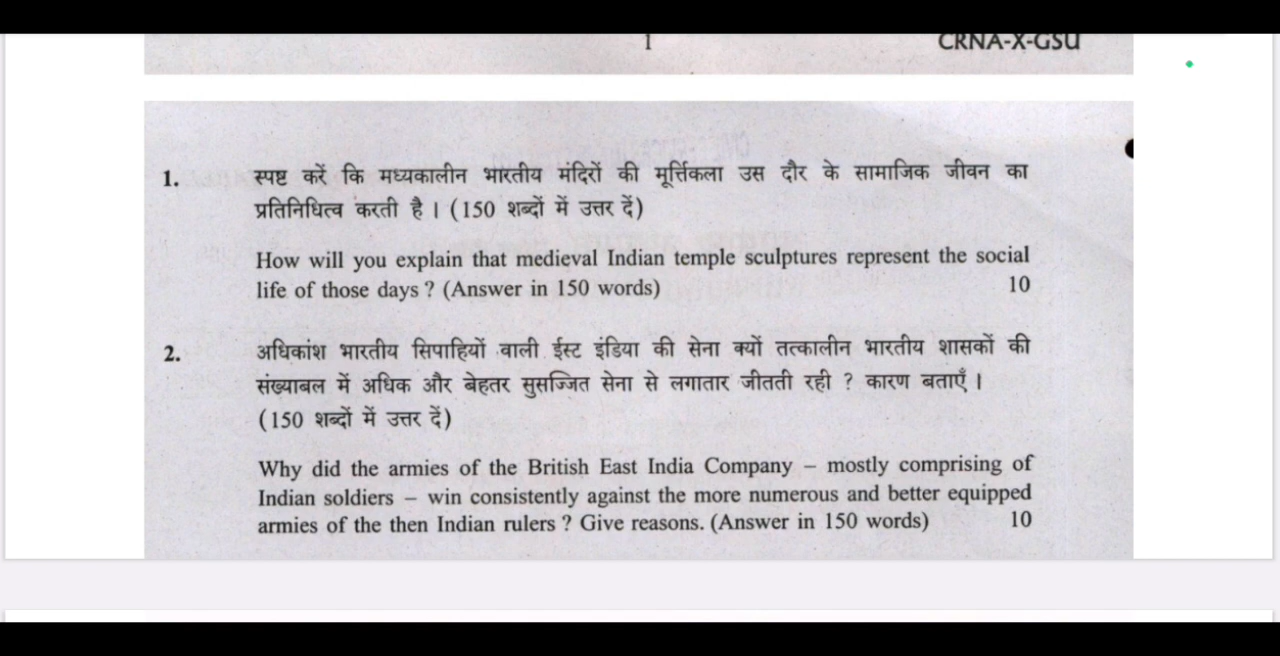 1 CRNA-X-GSU
1. स्पष्ट करें कि मध्यकालीन भारतीय मंदिरों की मूर्त्तिकला उस दौर के सामाजिक जीवन का
प्रतिनिधित्व करती है । (150 शब्दों में उत्तर दें)
How will you explain that medieval Indian temple sculptures represent the social
life of those days ? (Answer in 150 words) 10
2. अधिकांश भारतीय सिपाहियों वाली ईस्ट इंडिया की सेना क्यों तत्कालीन भारतीय शासकों की
संख्याबल में अधिक और बेहतर सुसज्जित सेना से लगातार जीतती रही ? कारण बताएँ ।
(150 शब्दों में उत्तर दें)
Why did the armies of the British East India Company – mostly comprising of
Indian soldiers – win consistently against the more numerous and better equipped
armies of the then Indian rulers ? Give reasons. (Answer in 150 words) 10